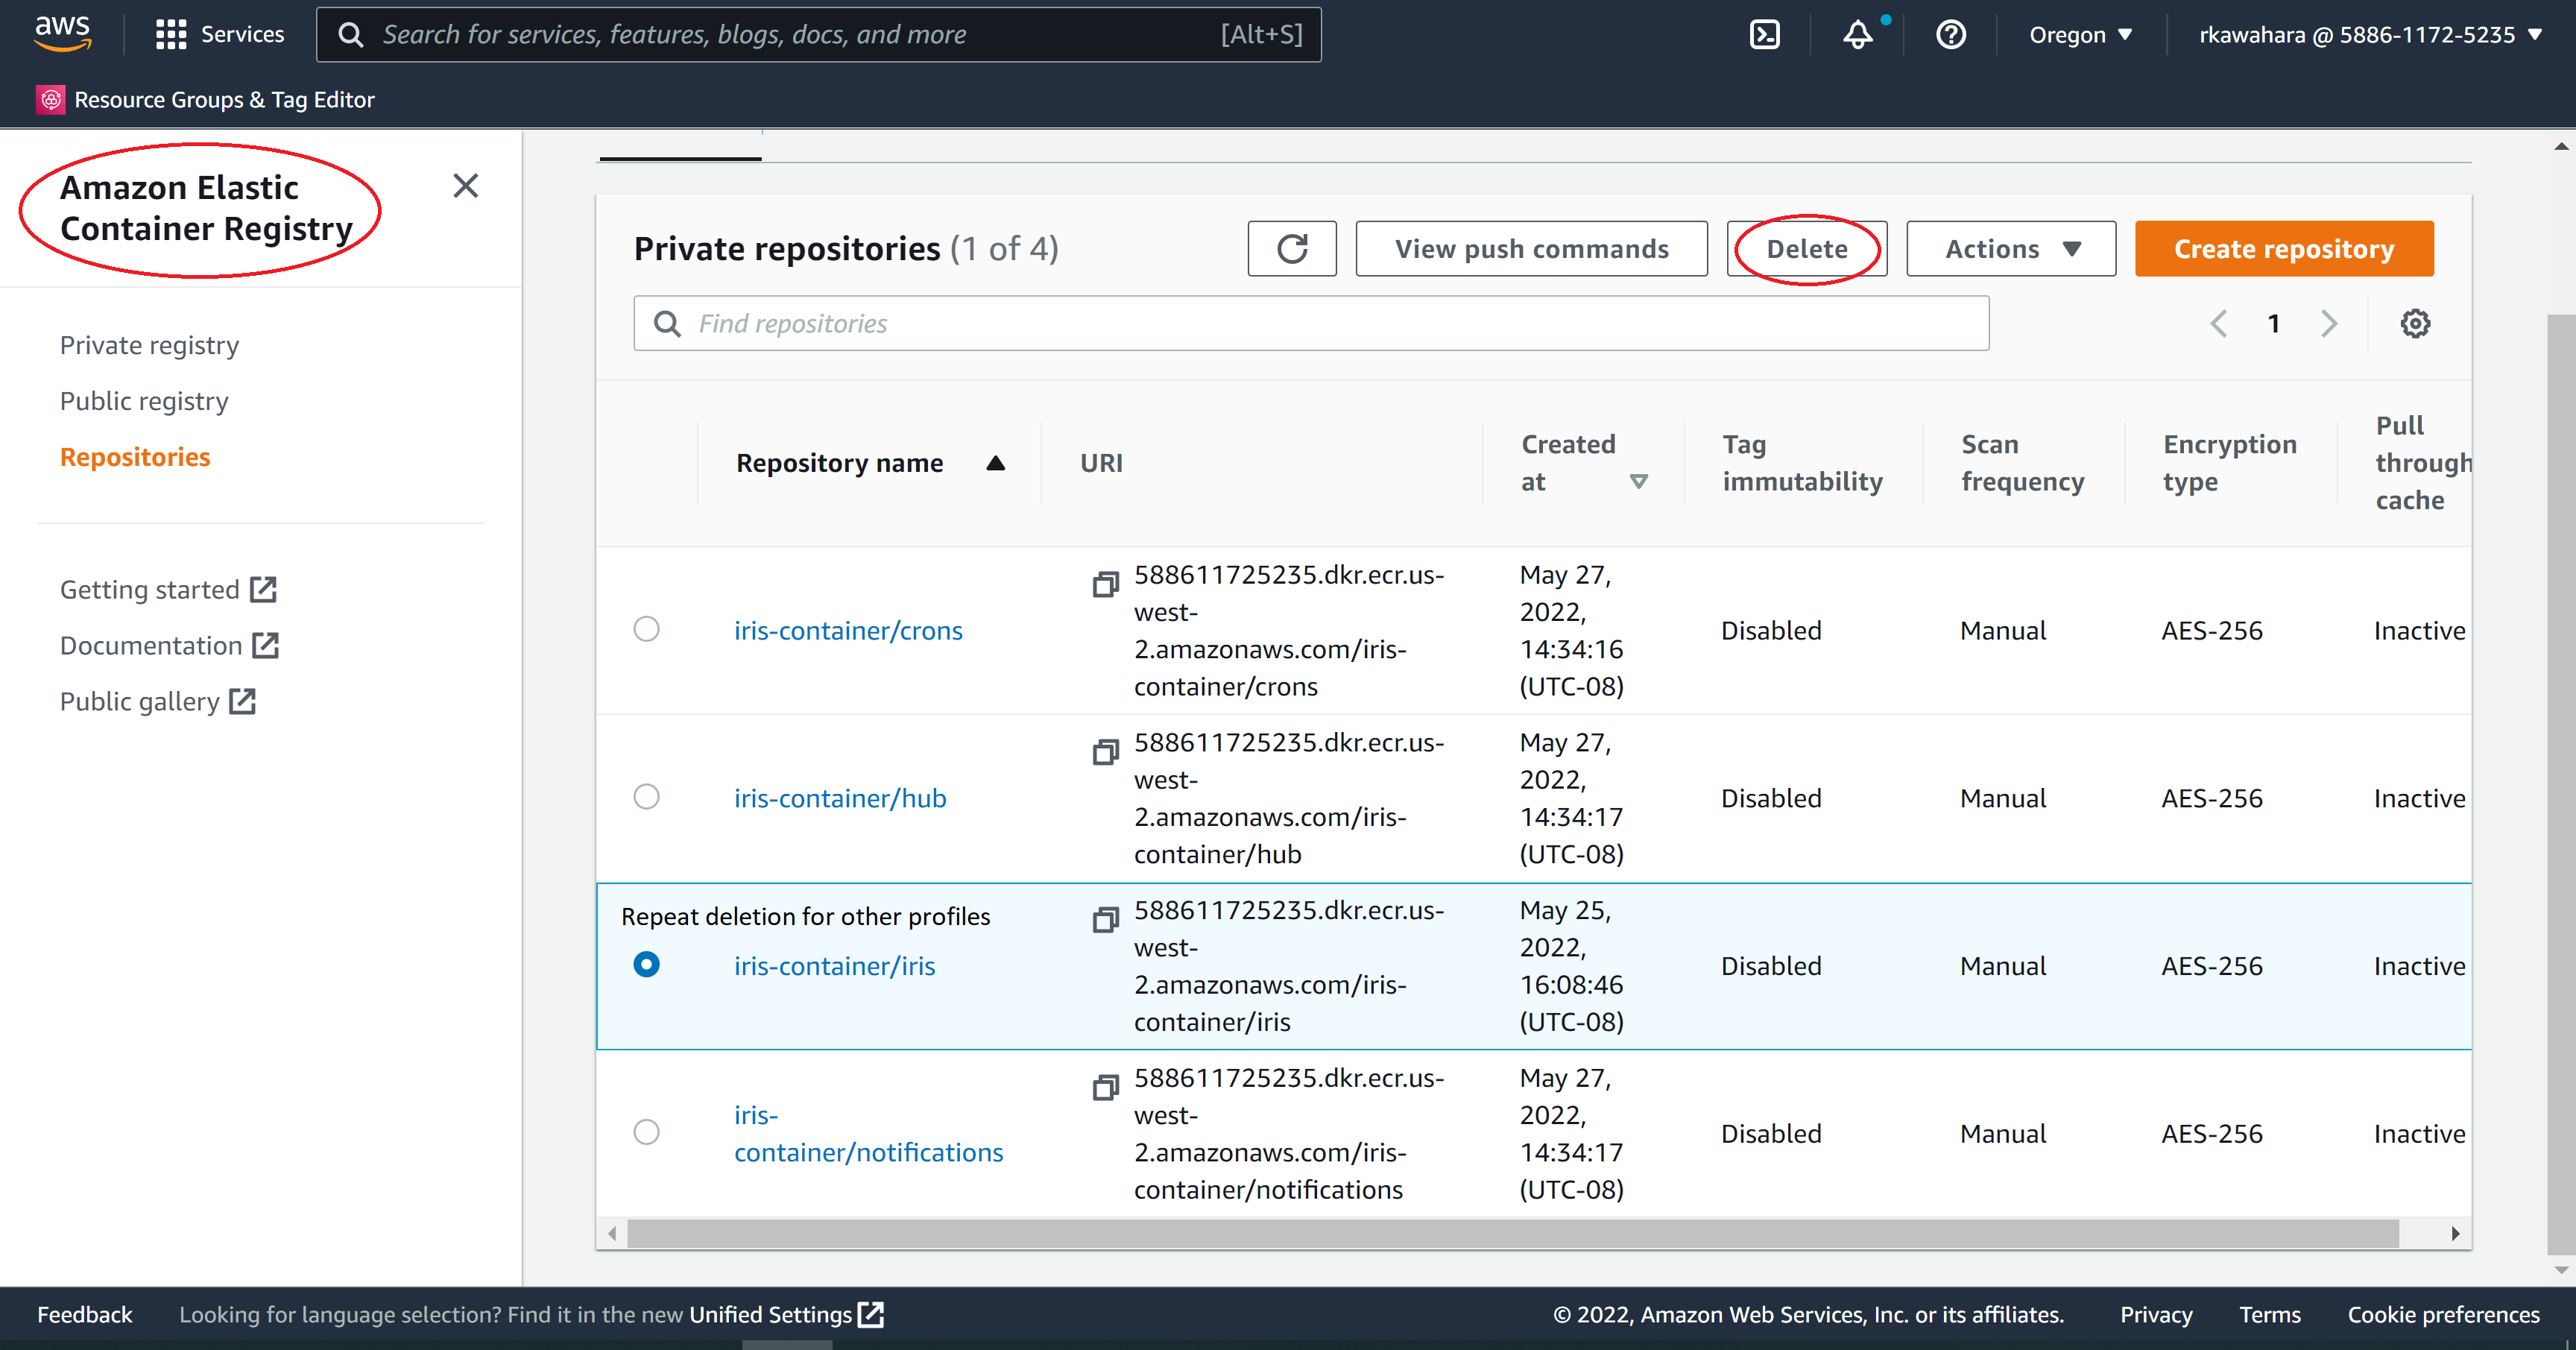 aws
Services
Search for services, features, blogs, docs, and more
[Alt+S]
Oregon
rkawahara @ 5886-1172-5235
Resource Groups & Tag Editor
Amazon Elastic
Container Registry
Private registry
Public registry
Repositories
Getting started
Documentation
Public gallery
Private repositories (1 of 4)
View push commands
Delete
Actions
Create repository
Find repositories
1
Repository name
URI
Created
at
Tag
immutability
Scan
frequency
Encryption
type
Pull
through
cache
iris-container/crons
588611725235.dkr.ecr.us-
west-
2.amazonaws.com/iris-
container/crons
May 27,
2022,
14:34:16
(UTC-08)
Disabled
Manual
AES-256
Inactive
iris-container/hub
588611725235.dkr.ecr.us-
west-
2.amazonaws.com/iris-
container/hub
May 27,
2022,
14:34:17
(UTC-08)
Disabled
Manual
AES-256
Inactive
Repeat deletion for other profiles
iris-container/iris
588611725235.dkr.ecr.us-
west-
2.amazonaws.com/iris-
container/iris
May 25,
2022,
16:08:46
(UTC-08)
Disabled
Manual
AES-256
Inactive
iris-
container/notifications
588611725235.dkr.ecr.us-
west-
2.amazonaws.com/iris-
container/notifications
May 27,
2022,
14:34:17
(UTC-08)
Disabled
Manual
AES-256
Inactive
Feedback
Looking for language selection? Find it in the new Unified Settings
© 2022, Amazon Web Services, Inc. or its affiliates.
Privacy
Terms
Cookie preferences